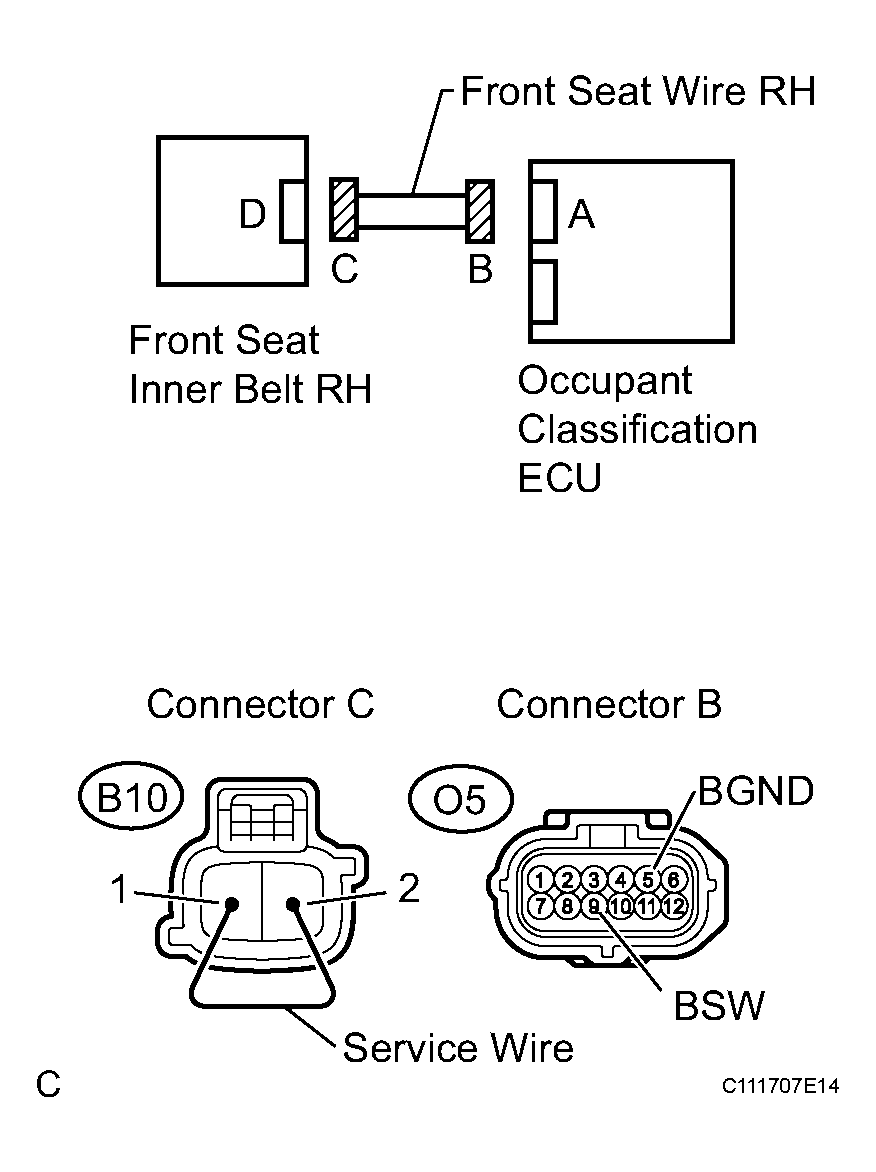 Front Seat Wire RH
D
A
C
B
Front Seat
Inner Belt RH
Occupant
Classification
ECU
Connector C
Connector B
B10
O5
BGND
1
2
1 2 3 4 5 6
7 8 9 10 11 12
BSW
Service Wire
C
C111707E14